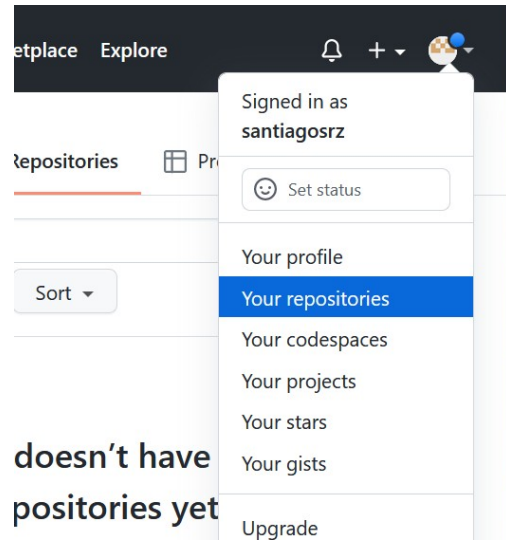 etplace Explore
Signed in as
santiagosrz
Repositories
Pr
Set status
Your profile
Your repositories
Sort
Your codespaces
Your projects
Your stars
doesn't have
Your gists
positories yet
Upgrade